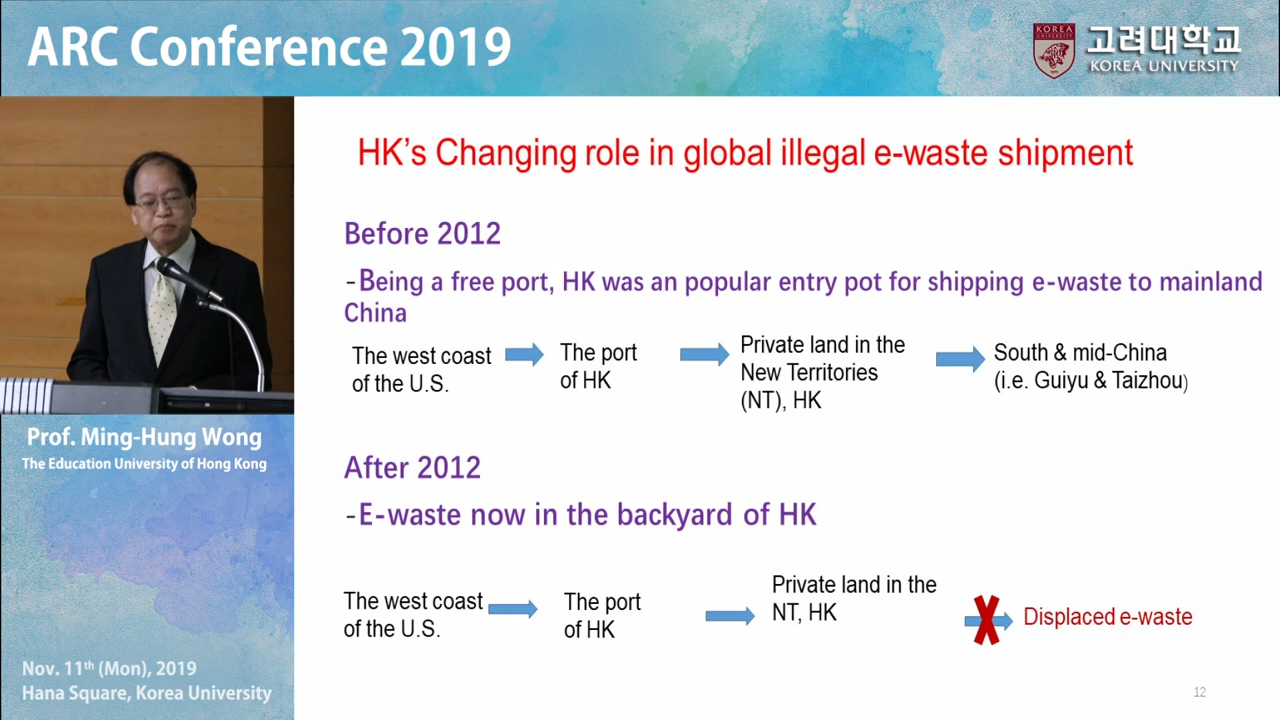 ARC Conference 2019
KOREA
UNIVERSITY
고려대학교
KOREA UNIVERSITY
HK's Changing role in global illegal e-waste shipment
Before 2012
-Being a free port, HK was an popular entry pot for shipping e-waste to mainland
China
The west coast
of the U.S.
The port
of HK
Private land in the
New Territories
(NT), HK
South & mid-China
(i.e. Guiyu & Taizhou)
After 2012
-E-waste now in the backyard of HK
The west coast
of the U.S.
The port
of HK
Private land in the
NT, HK
Displaced e-waste
12
Prof. Ming-Hung Wong
The Education University of Hong Kong
Nov. 11th (Mon), 2019
Hana Square, Korea University